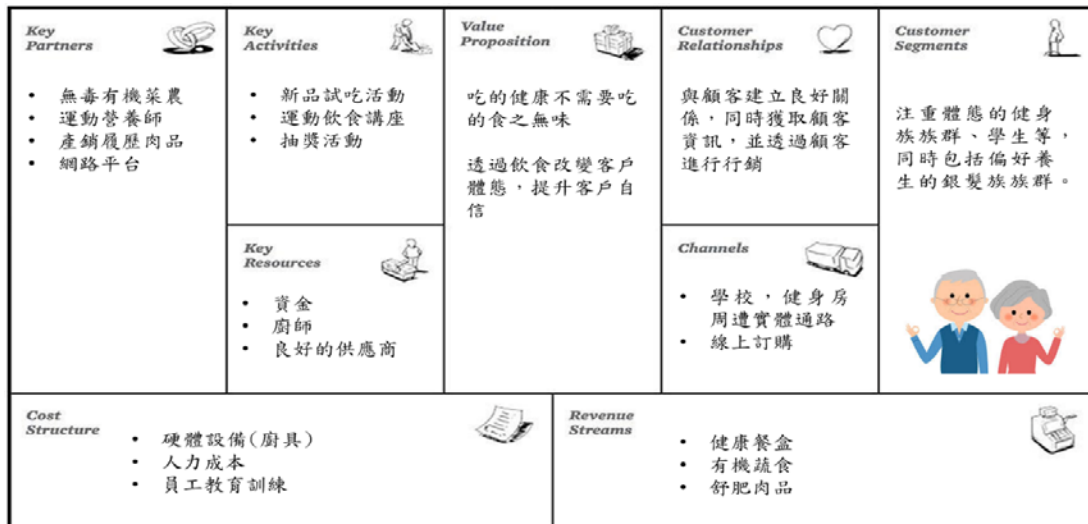 Key
Partners
• 無毒有機菜農
• 運動營養師
• 產銷履歷肉品
• 網路平台
Key
Activities
• 新品試吃活動
• 運動飲食講座
• 抽獎活動
Key
Resources
• 資金
• 廚師
• 良好的供應商
Value
Proposition
吃的健康不需要吃
的食之無味
透過飲食改變客戶
體態，提升客戶自
信
Customer
Relationships
與顧客建立良好關
係，同時獲取顧客
資訊，並透過顧客
進行行銷
Channels
• 學校，健身房
周遭實體通路
• 線上訂購
Customer
Segments
注重體態的健身
族族群、學生等，
同時包括偏好養
生的銀髮族族群。
Cost
Structure
• 硬體設備(廚具)
• 人力成本
• 員工教育訓練
Revenue
Streams
• 健康餐盒
• 有機蔬食
• 舒肥肉品